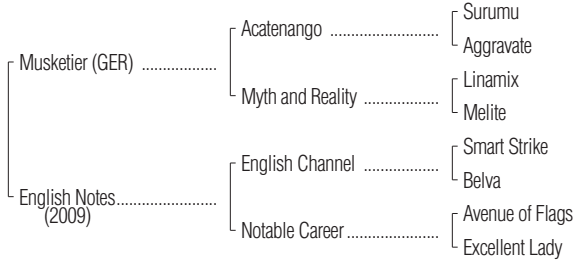 Surumu
Acatenango ......................
Aggravate
Musketier (GER) ...............
Linamix
Myth and Reality ...............
Melite
Smart Strike
English Channel ...............
Belva
English Notes....................
(2009)
Avenue of Flags
Notable Career..................
Excellent Lady